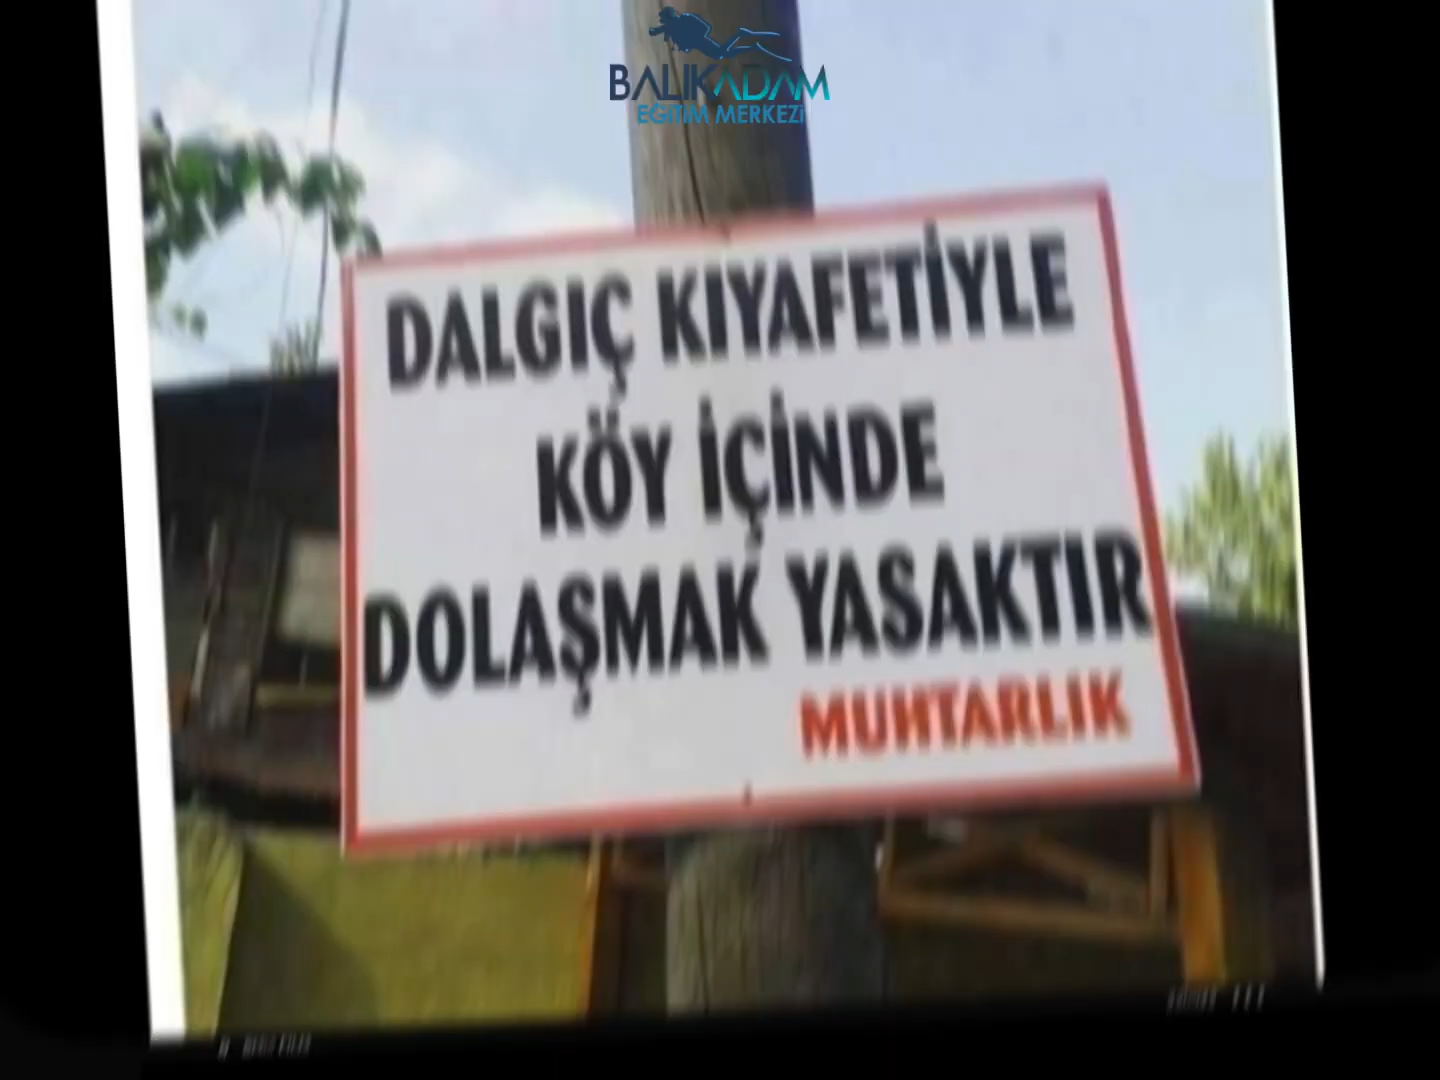 BALIKADAM
EĞİTİM MERKEZİ
DALGIÇ KIYAFETİYLE
KÖY İÇİNDE
DOLAŞMAK YASAKTIR
MUHTARLIK